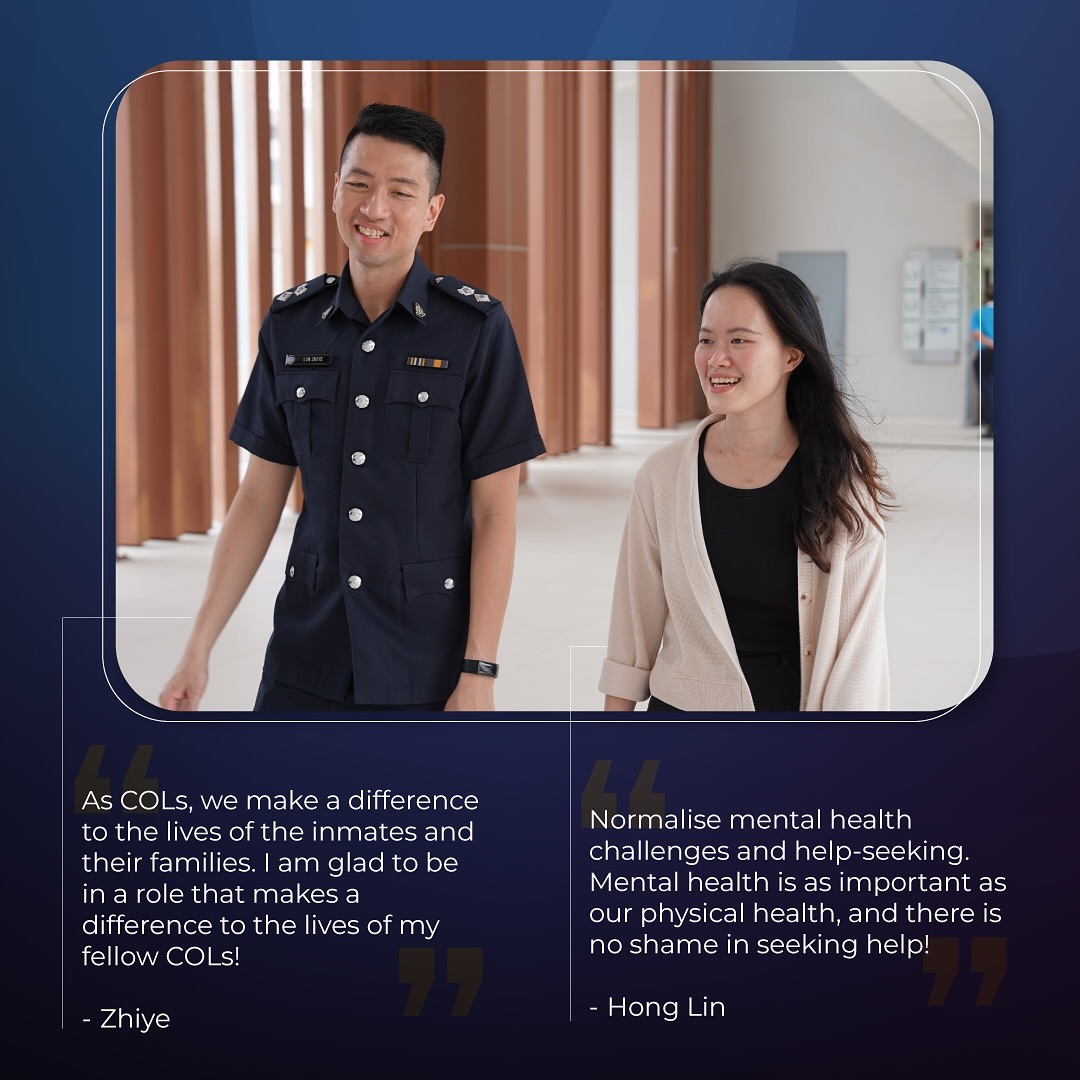 LIM ZHIYE
As COLs, we make a difference
to the lives of the inmates and
their families. I am glad to be
in a role that makes a
difference to the lives of my
fellow COLs!
- Zhiye
Normalise mental health
challenges and help-seeking.
Mental health is as important as
our physical health, and there is
no shame in seeking help!
- Hong Lin